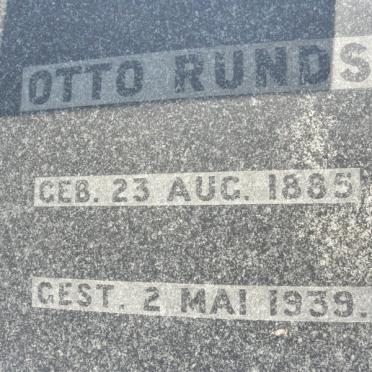 OTTO RUNDS
GEB. 23 AUG. 1885
GEST. 2 MAI 1939.